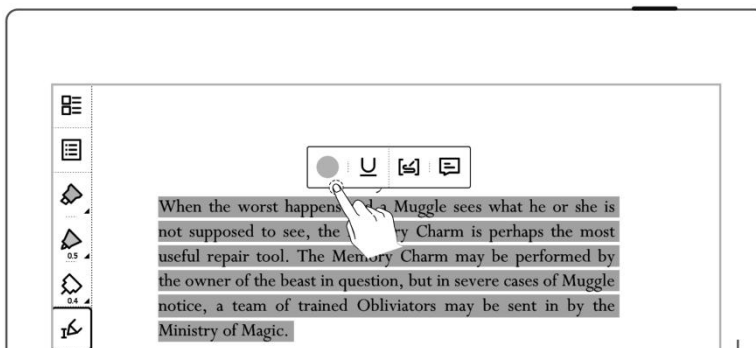 When the worst happens a Muggle sees what he or she is
not supposed to see, the Charm is perhaps the most
useful repair tool. The Memory Charm may be performed by
0.5
the owner of the beast in question, but in severe cases of Muggle
0.4
notice, a team of trained Obliviators may be sent in by the
Ministry of Magic.